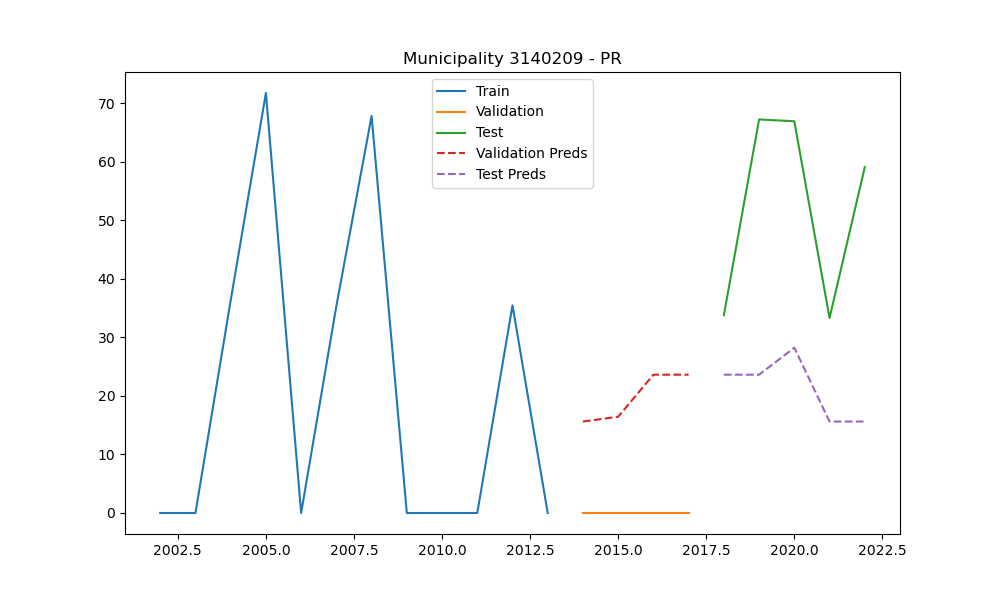 Municipality 3140209 - PR
Train
Validation
Test
Validation Preds
Test Preds
70
60
50
40
30
20
10
0
2002.5 2005.0 2007.5 2010.0 2012.5 2015.0 2017.5 2020.0 2022.5